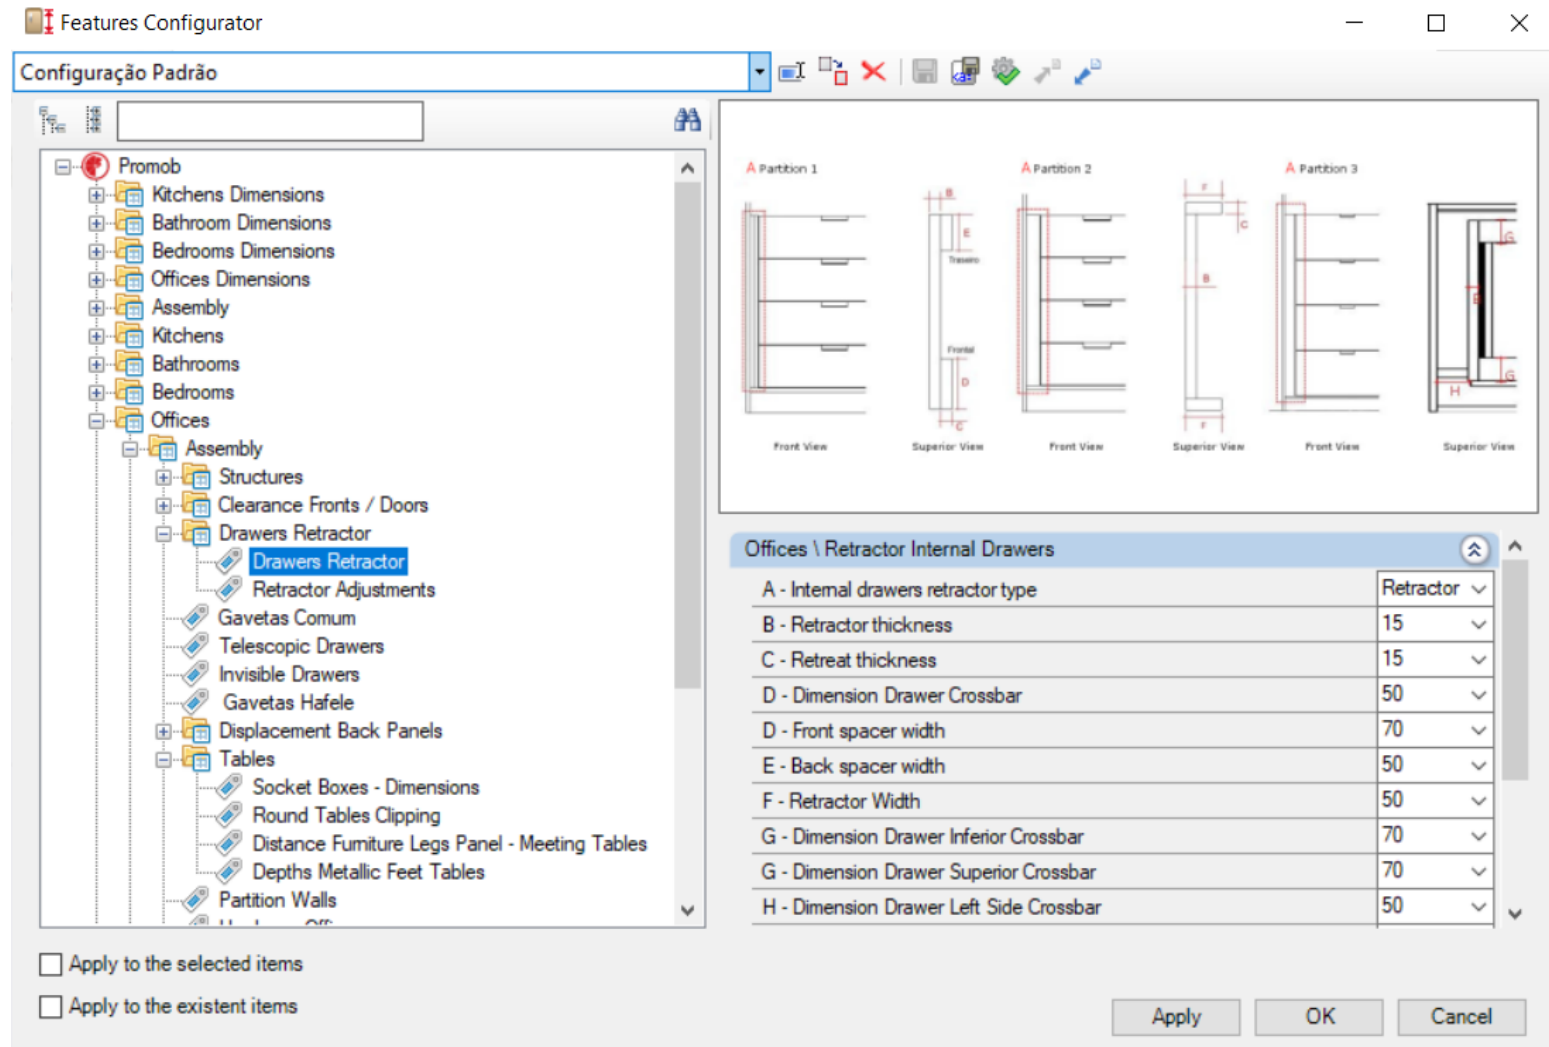 Features Configurator
Configuração Padrão
Promob
Kitchens Dimensions
Bathroom Dimensions
Bedrooms Dimensions
Offices Dimensions
Assembly
Kitchens
Bathrooms
Bedrooms
Offices
Assembly
Structures
Clearance Fronts / Doors
Drawers Retractor
Drawers Retractor
Retractor Adjustments
Gavetas Comum
Telescopic Drawers
Invisible Drawers
Gavetas Hafele
Displacement Back Panels
Tables
Socket Boxes - Dimensions
Round Tables Clipping
Distance Furniture Legs Panel - Meeting Tables
Depths Metallic Feet Tables
Partition Walls
A Partition 1
A Partition 2
A Partition 3
B
E
Traseiro
Frontal
D
C
F
C
B
F
G
E
G
H
Front View
Superior View
Front View
Superior View
Front View
Superior View
Offices \ Retractor Internal Drawers
A - Internal drawers retractor type Retractor
B - Retractor thickness 15
C - Retreat thickness 15
D - Dimension Drawer Crossbar 50
D - Front spacer width 70
E - Back spacer width 50
F - Retractor Width 50
G - Dimension Drawer Inferior Crossbar 70
G - Dimension Drawer Superior Crossbar 70
H - Dimension Drawer Left Side Crossbar 50
Apply to the selected items
Apply to the existent items
Apply
OK
Cancel